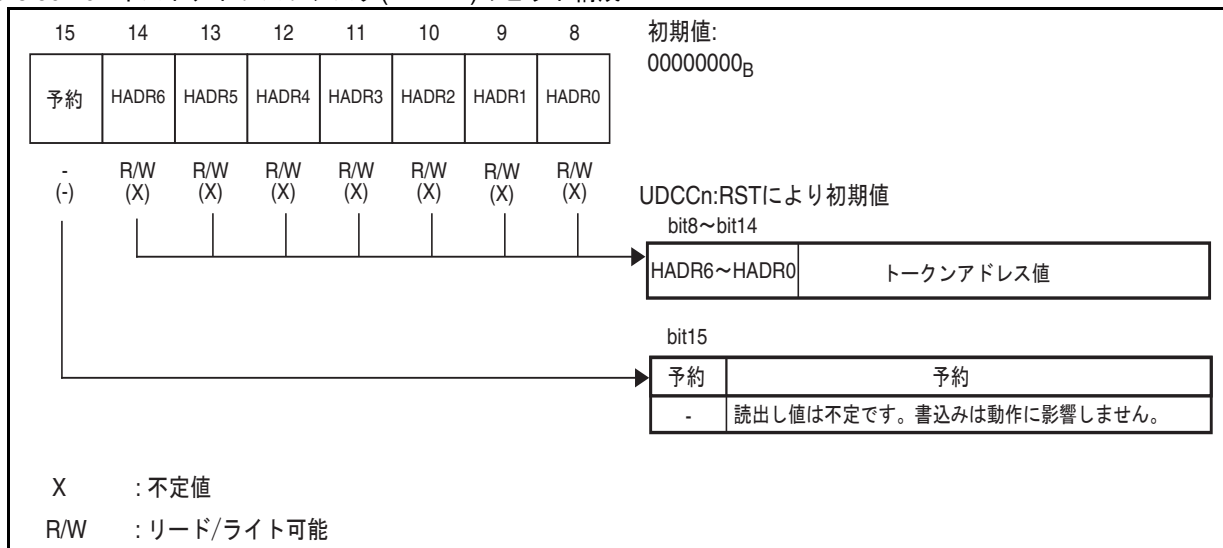 15 14 13 12 11 10 9 8
初期値:
00000000B
予約 HADR6 HADR5 HADR4 HADR3 HADR2 HADR1 HADR0
- R/W R/W R/W R/W R/W R/W R/W
(-) (X) (X) (X) (X) (X) (X) (X)
UDCCn:RSTにより初期値
bit8～bit14
HADR6～HADR0 トークンアドレス値
bit15
予約 予約
- 読出し値は不定です。書込みは動作に影響しません。
X : 不定値
R/W : リード/ライト可能